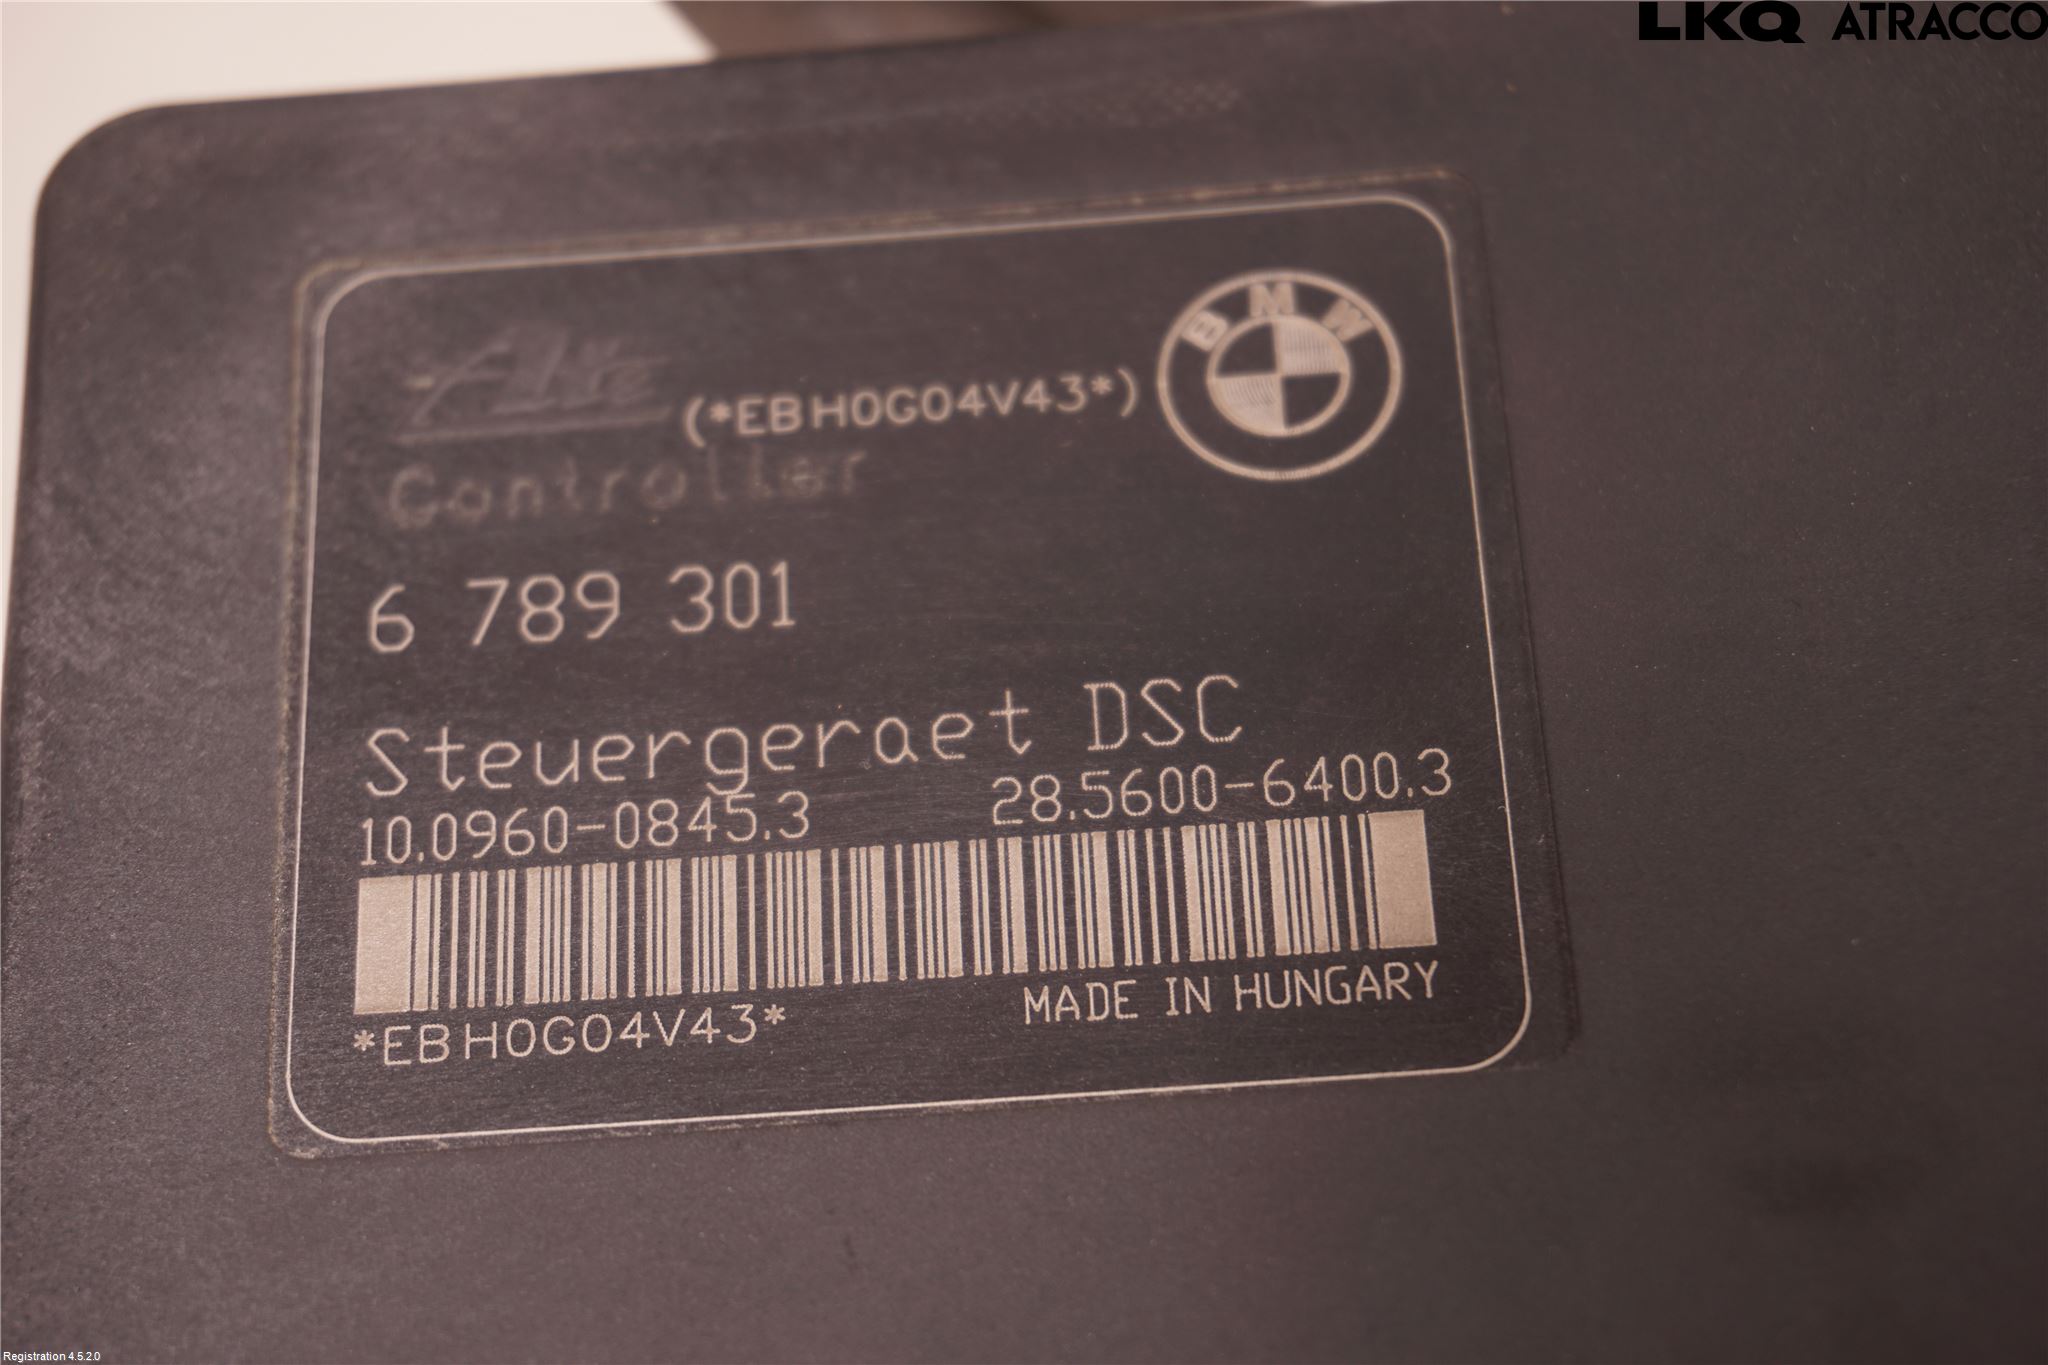 LKQ ATRACCO
BMW
Ate (*EBH0G04V43*)
Controller
6 789 301
Steuergeraet DSC
10.0960-0845.3 28.5600-6400.3
*EBH0G04V43*
MADE IN HUNGARY
Registration 4.5.2.0